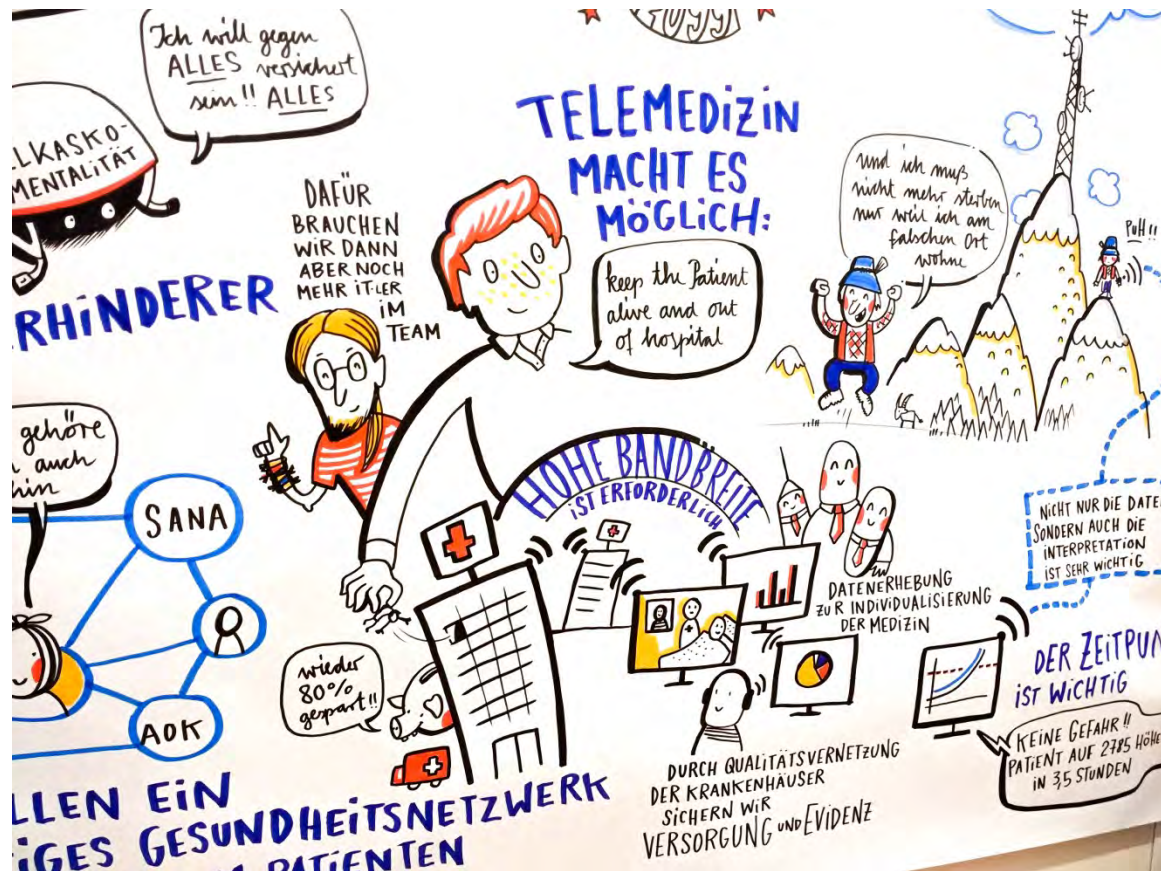 Ich will gegen
ALLES versichert
sein!! ALLES
LKASKO-
MENTALITÄT
RHINDERER
DAFÜR
BRAUCHEN
WIR DANN
ABER NOCH
MEHR iT-LER
IM
TEAM
TELEMEDIZIN
MACHT ES
MÖGLICH:
keep the Patient
alive and out
of hospital
und ich muß
nicht mehr sterben
nur weil ich am
falschen Ort
wohne
PUH!!
gehöre
auch
hin
SANA
AOK
HOHE BANDBREITE
iST ERFORDERLICH
DATENERHEBUNG
ZUR INDIVIDUALISIERUNG
DER MEDIZIN
NICHT NUR DIE DATE
SONDERN AUCH DIE
INTERPRETATION
IST SEHR WICHTIG
wieder
80%
gespart!!
DER ZEITPUN
iST WiCHTIG
KEINE GEFAHR!!
PATIENT AUF 2785 HÖHE
IN 3,5 STUNDEN
DURCH QUALITÄTSVERNETZUNG
DER KRANKENHÄUSER
SICHERN WIR
VERSORGUNG UND EVIDENZ
LLEN EiN
iGES GESUNDHEiTSNETZWERK
PATiENTEN